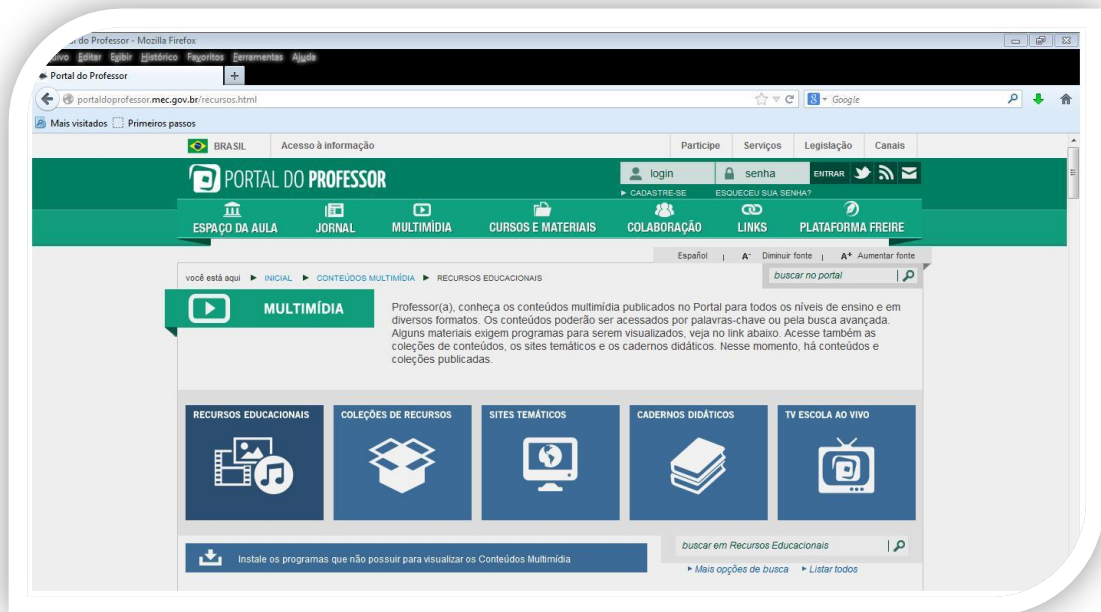 do Professor - Mozilla Firefox
Editar Exibir Histórico Favoritos Ferramentas Ajuda
Portal do Professor +
portaldoprofessor.mec.gov.br/recursos.html Google
Mais visitados Primeiros passos
BRASIL Acesso à informação Participe Serviços Legislação Canais
PORTAL DO PROFESSOR login senha ENTRAR
CADASTRE-SE ESQUECEU SUA SENHA?
ESPAÇO DA AULA JORNAL MULTIMÍDIA CURSOS E MATERIAIS COLABORAÇÃO LINKS PLATAFORMA FREIRE
Español | A- Diminuir fonte | A+ Aumentar fonte
você está aqui ► INICIAL ► CONTEÚDOS MULTIMÍDIA ► RECURSOS EDUCACIONAIS buscar no portal
MULTIMÍDIA
Professor(a), conheça os conteúdos multimídia publicados no Portal para todos os níveis de ensino e em
diversos formatos. Os conteúdos poderão ser acessados por palavras-chave ou pela busca avançada.
Alguns materiais exigem programas para serem visualizados, veja no link abaixo. Acesse também as
coleções de conteúdos, os sites temáticos e os cadernos didáticos. Nesse momento, há conteúdos e
coleções publicadas.
RECURSOS EDUCACIONAIS COLEÇÕES DE RECURSOS SITES TEMÁTICOS CADERNOS DIDÁTICOS TV ESCOLA AO VIVO
buscar em Recursos Educacionais
Instale os programas que não possuir para visualizar os Conteúdos Multimídia
► Mais opções de busca ► Listar todos